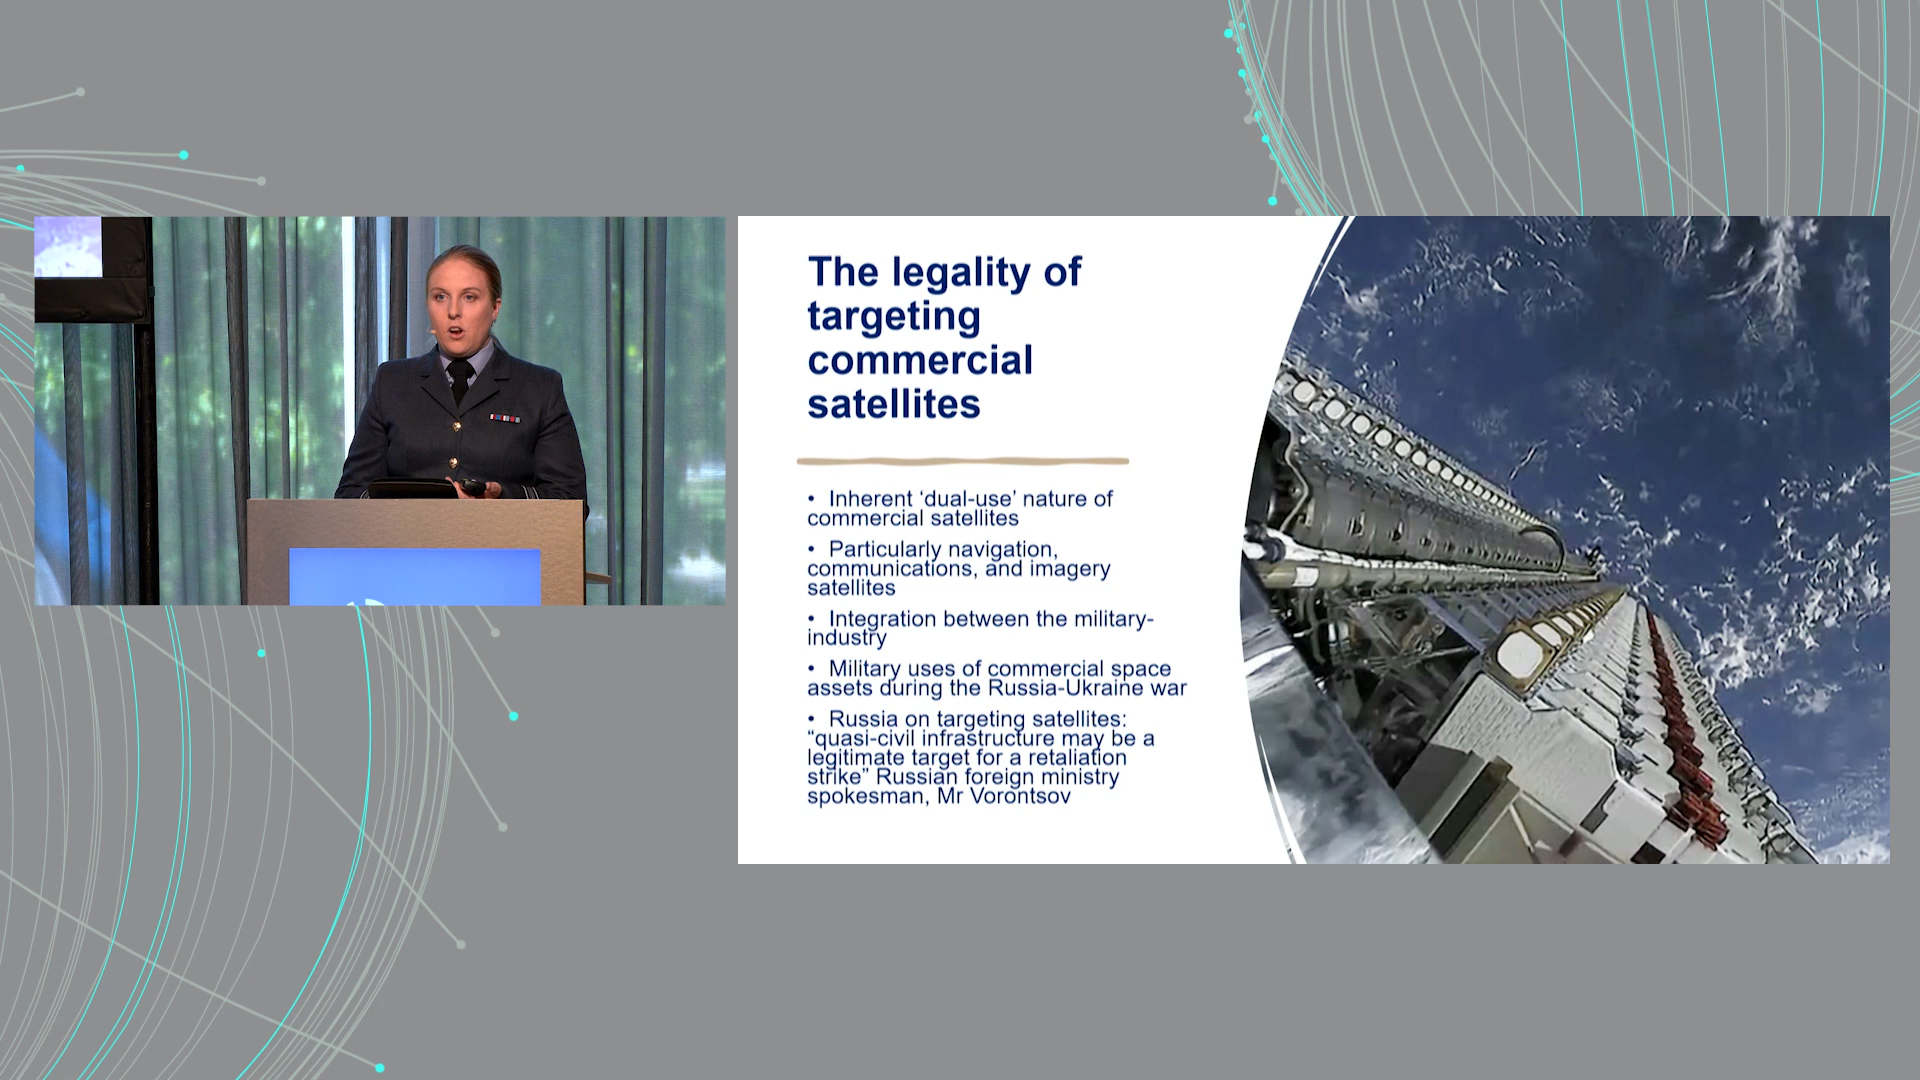 The legality of
targeting
commercial
satellites
• Inherent ‘dual-use’ nature of
commercial satellites
• Particularly navigation,
communications, and imagery
satellites
• Integration between the military-
industry
• Military uses of commercial space
assets during the Russia-Ukraine war
• Russia on targeting satellites:
“quasi-civil infrastructure may be a
legitimate target for a retaliation
strike” Russian foreign ministry
spokesman, Mr Vorontsov